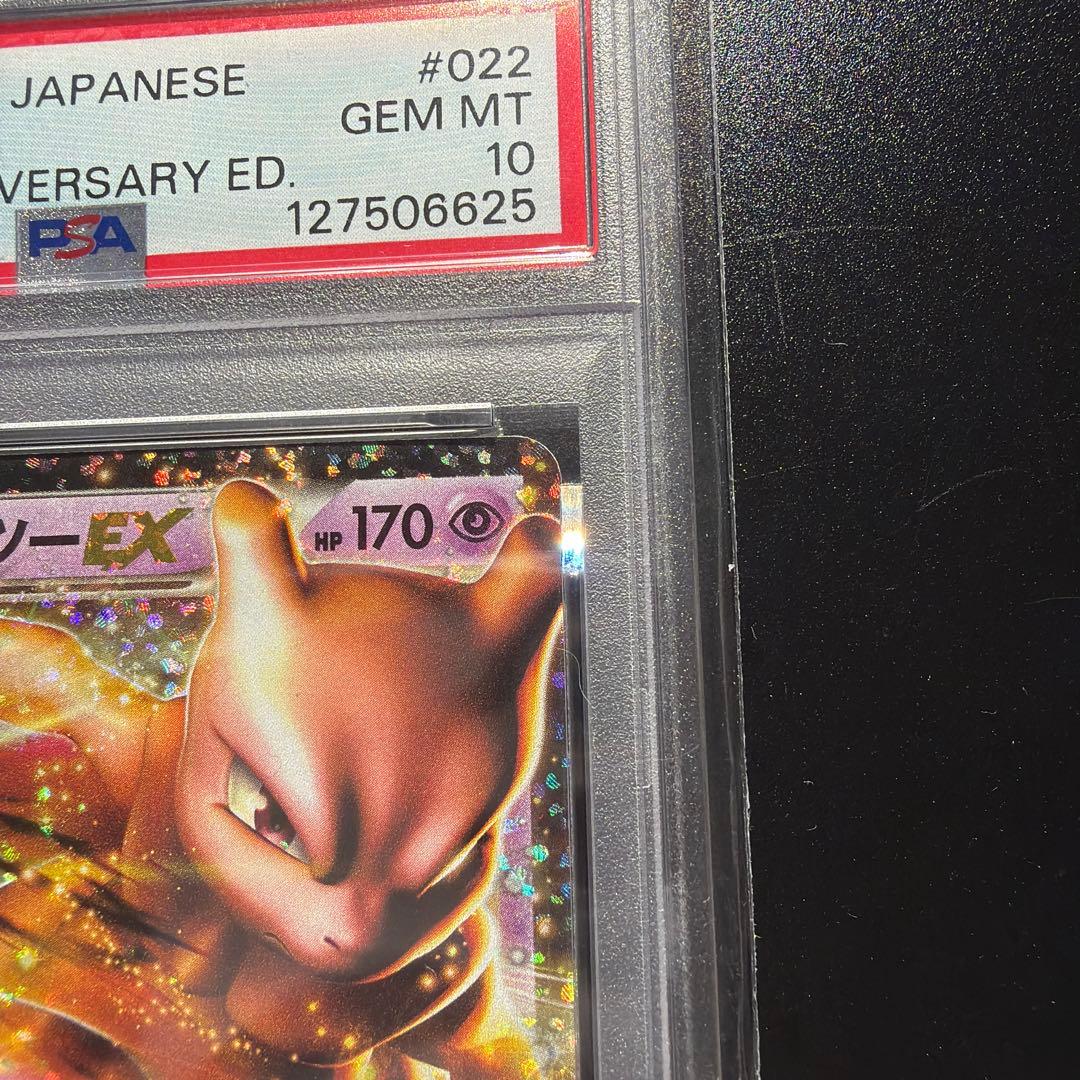 JAPANESE #022
GEM MT
VERSARY ED. 10
PSA 127506625
ツーEX HP 170